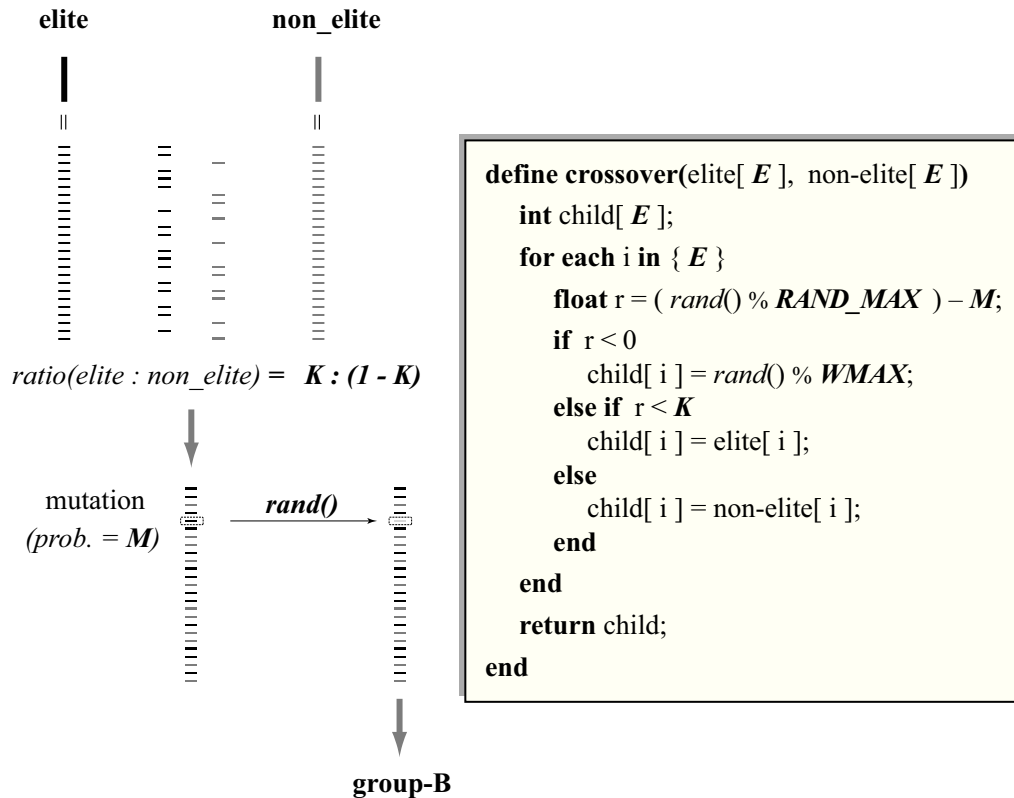 elite
non_elite
=
=
ratio(elite : non_elite) = K : (1 - K)
mutation
(prob. = M)
rand()
group-B
define crossover(elite[ E ], non-elite[ E ])
int child[ E ];
for each i in { E }
float r = ( rand() % RAND_MAX ) – M;
if r < 0
child[ i ] = rand() % WMAX;
else if r < K
child[ i ] = elite[ i ];
else
child[ i ] = non-elite[ i ];
end
end
return child;
end